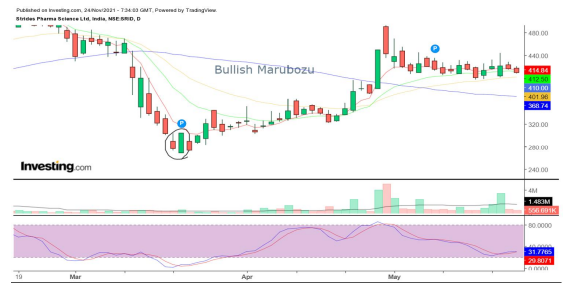 Published on Investing.com, 24/Nov/2021 - 7:34:03 GMT, Powered by TradingView.
Strides Pharma Science Ltd, India, NSE:SRID, D
480.00
440.00
Bullish Marubozu
P
P
414.84
412.50
410.00
401.96
368.74
320.00
280.00
240.00
Investing.com
4M
1.483M
556.601K
80.0000
40.0000
31.7765
29.8071
0.0000
19
Mar
Apr
May